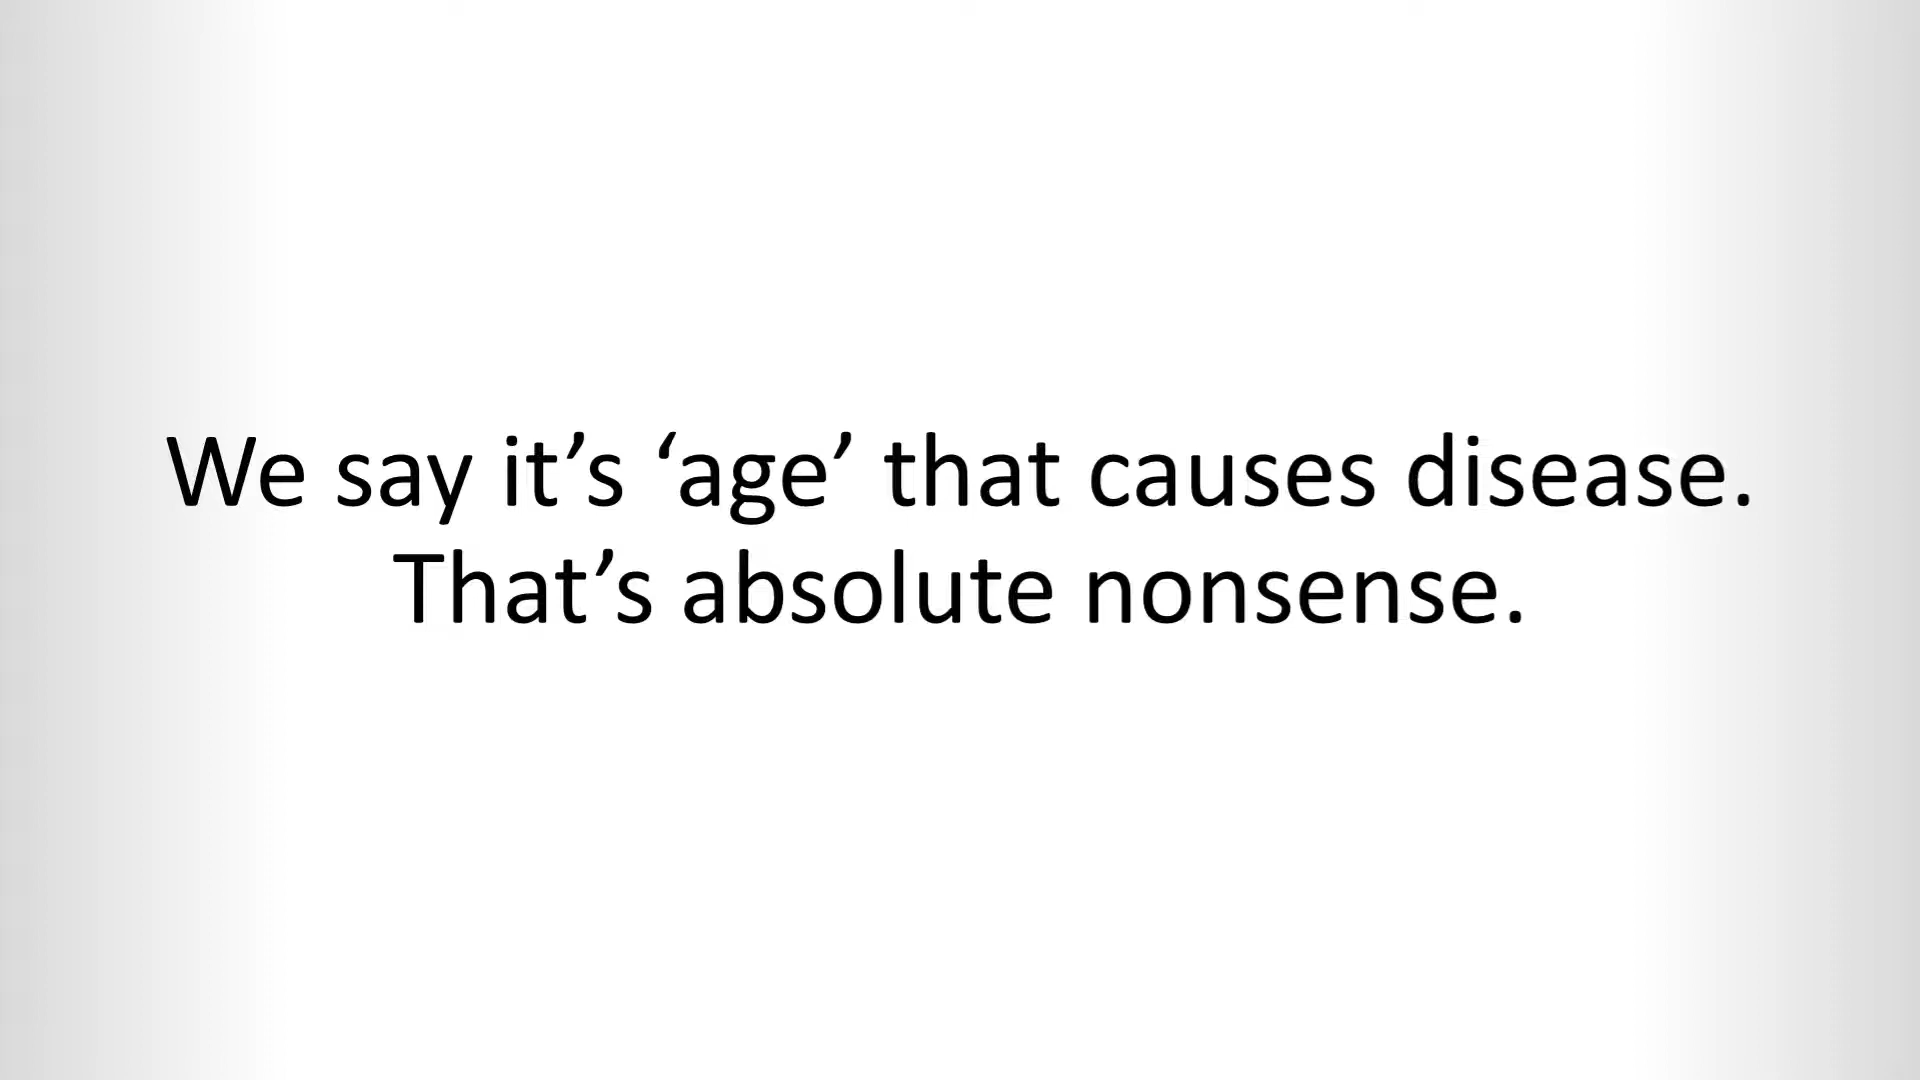 We say it’s ‘age’ that causes disease.
That’s absolute nonsense.